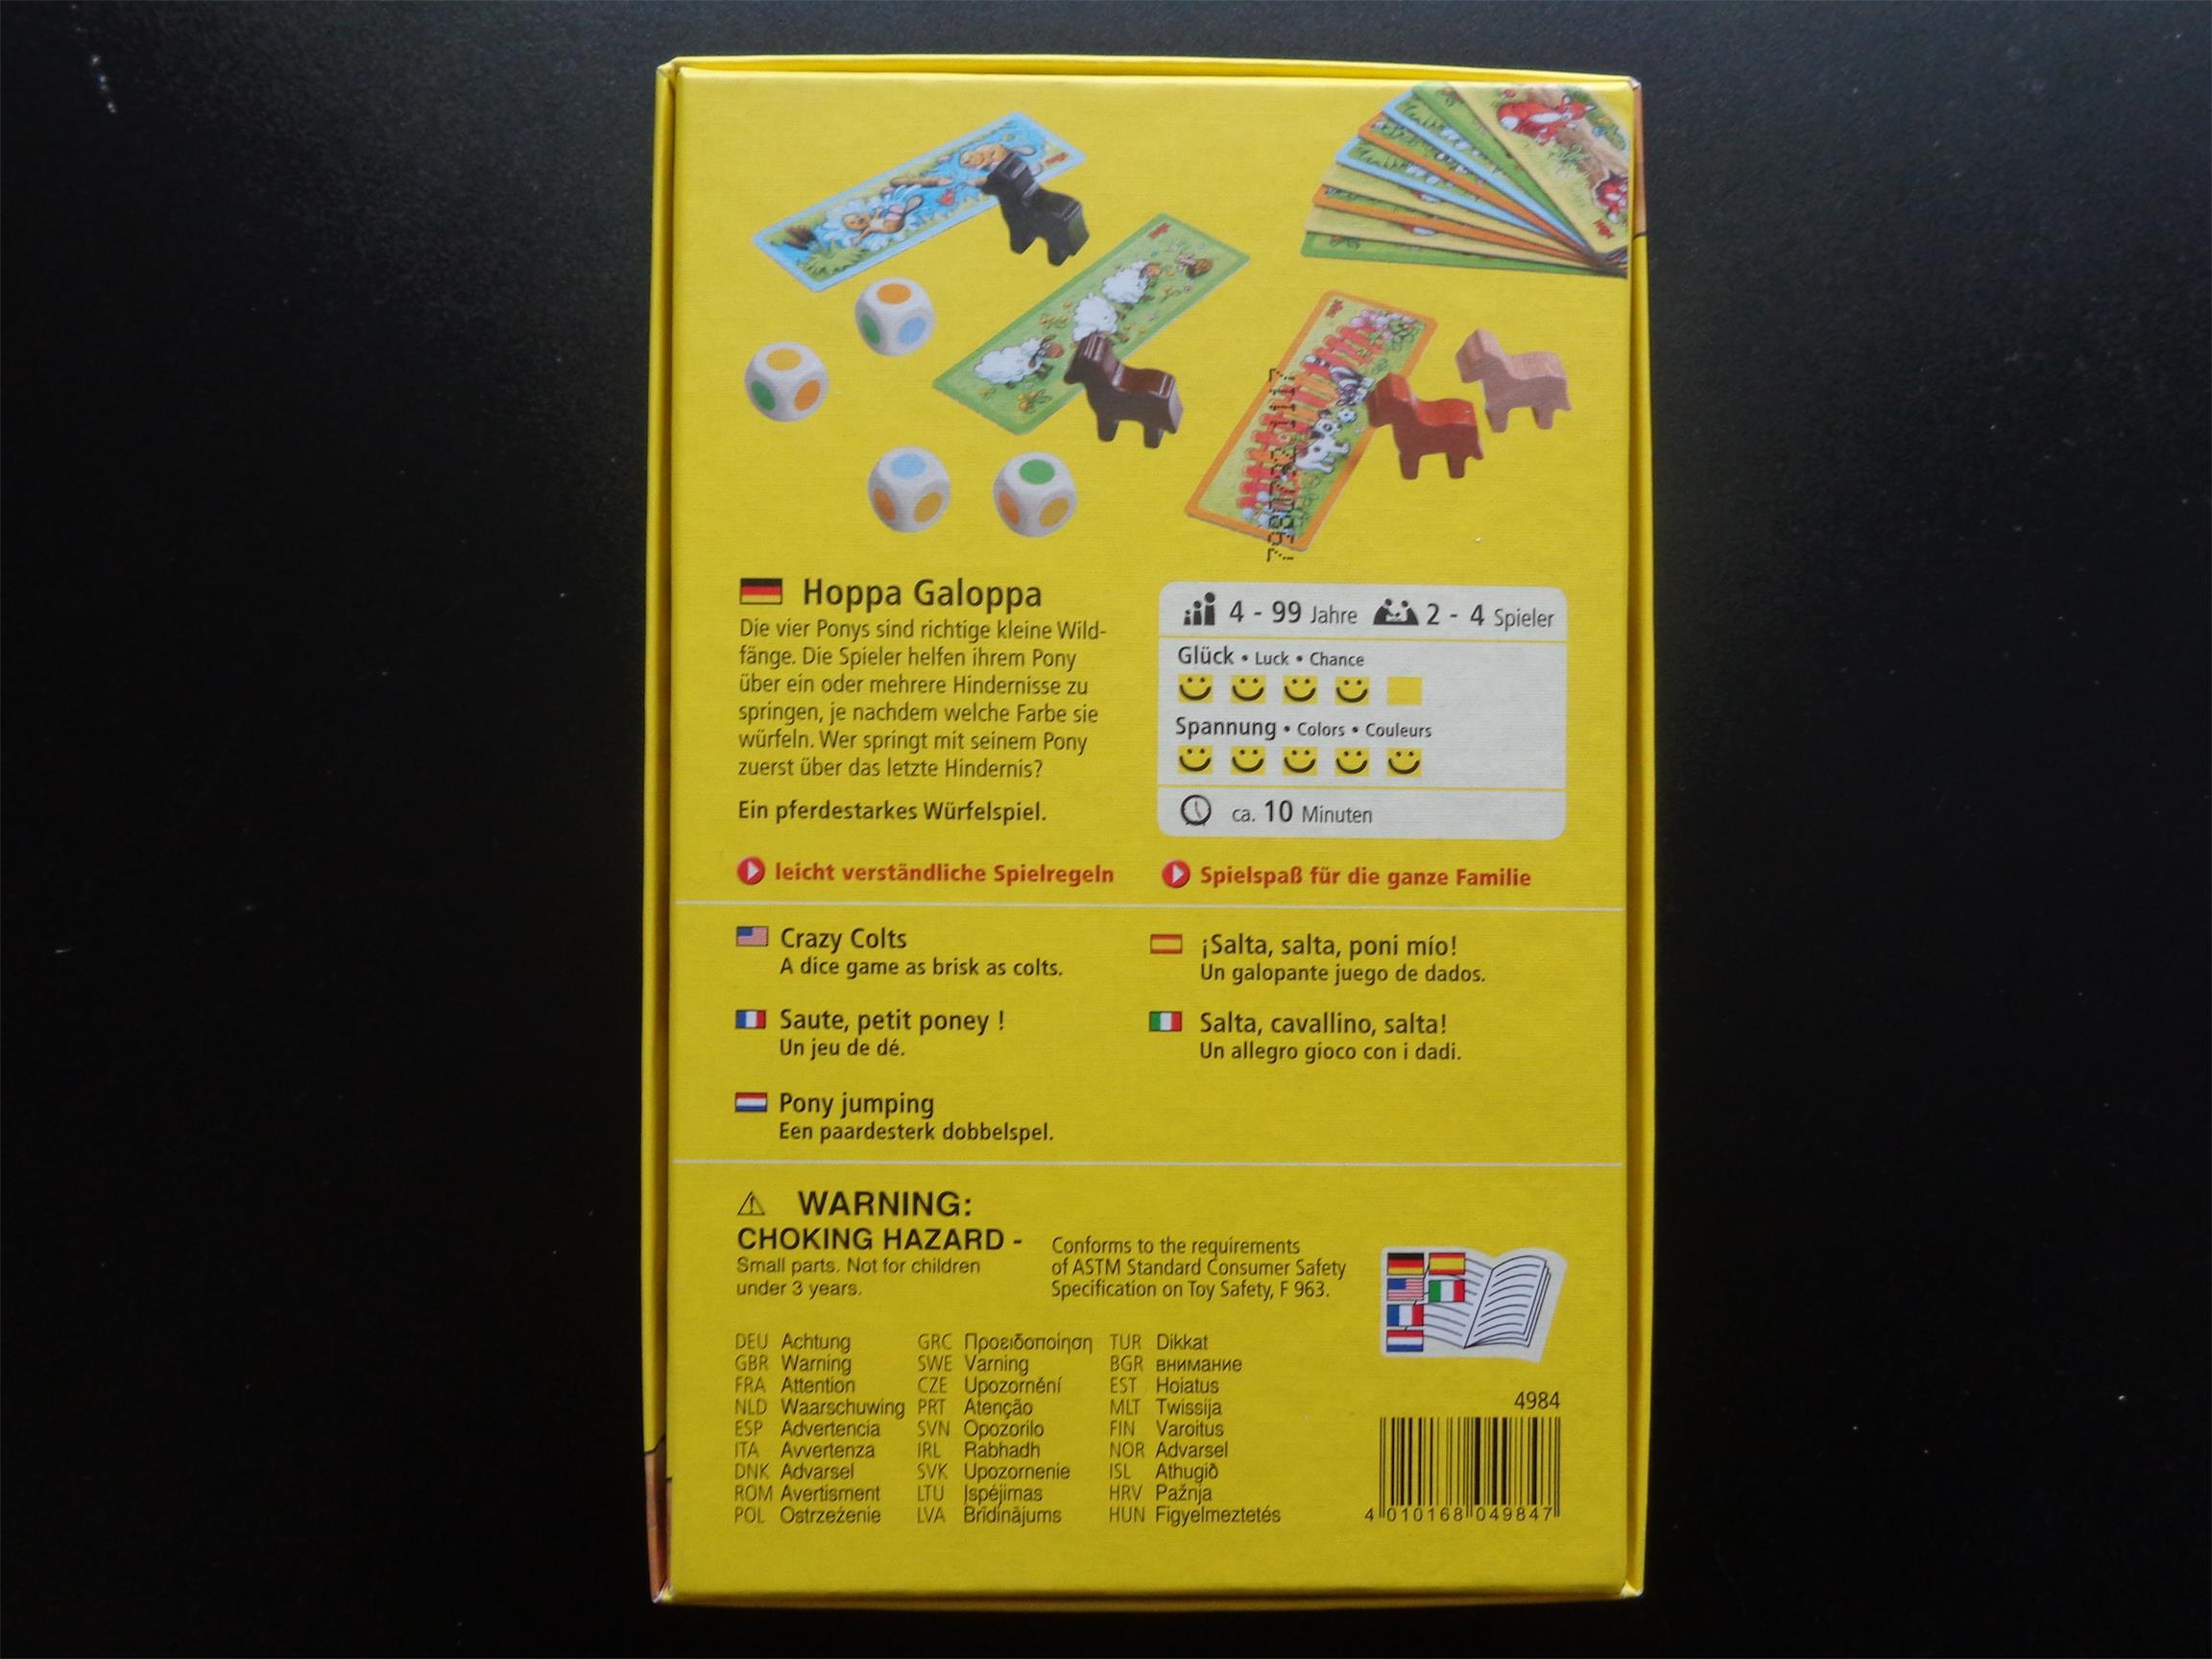 79817/2 1117
Hoppa Galoppa
Die vier Ponys sind richtige kleine Wild-
fänge. Die Spieler helfen ihrem Pony
über ein oder mehrere Hindernisse zu
springen, je nachdem welche Farbe sie
würfeln. Wer springt mit seinem Pony
zuerst über das letzte Hindernis?
Ein pferdestarkes Würfelspiel.
4 - 99 Jahre 2 - 4 Spieler
Glück • Luck • Chance
Spannung • Colors • Couleurs
ca. 10 Minuten
leicht verständliche Spielregeln
Spielspaß für die ganze Familie
Crazy Colts
A dice game as brisk as colts.
¡Salta, salta, poni mío!
Un galopante juego de dados.
Saute, petit poney !
Un jeu de dé.
Salta, cavallino, salta!
Un allegro gioco con i dadi.
Pony jumping
Een paardesterk dobbelspel.
WARNING:
CHOKING HAZARD -
Small parts. Not for children
under 3 years.
Conforms to the requirements
of ASTM Standard Consumer Safety
Specification on Toy Safety, F 963.
DEU Achtung
GBR Warning
FRA Attention
NLD Waarschuwing
ESP Advertencia
ITA Avvertenza
DNK Advarsel
ROM Avertisment
POL Ostrzeżenie
GRC Προειδοποίηση
SWE Varning
CZE Upozornění
PRT Atenção
SVN Opozorilo
IRL Rabhadh
SVK Upozornenie
LTU Įspėjimas
LVA Brīdinājums
TUR Dikkat
BGR внимание
EST Hoiatus
MLT Twissija
FIN Varoitus
NOR Advarsel
ISL Athugið
HRV Pažnja
HUN Figyelmeztetés
4984
4 010168 049847